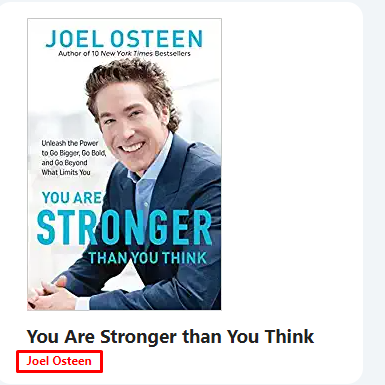 JOEL OSTEEN
Author of 10 New York Times Bestsellers
Unleash the Power
to Go Bigger, Go Bold,
and Go Beyond
What Limits You
YOU ARE
STRONGER
THAN YOU THINK
You Are Stronger than You Think
Joel Osteen